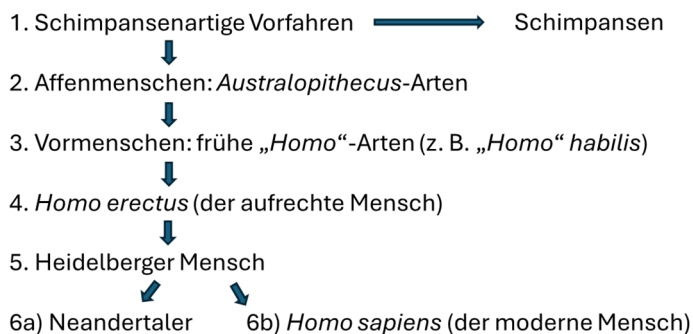 1. Schimpansenartige Vorfahren Schimpansen
2. Affenmenschen: Australopithecus-Arten
3. Vormenschen: frühe „Homo“-Arten (z. B. „Homo“ habilis)
4. Homo erectus (der aufrechte Mensch)
5. Heidelberger Mensch
6a) Neandertaler 6b) Homo sapiens (der moderne Mensch)